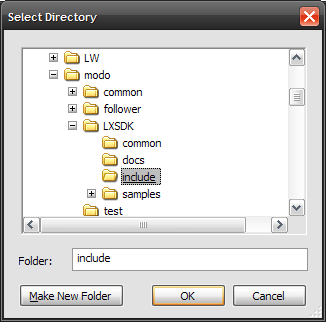 Select Directory
LW
modo
common
follower
LXSDK
common
docs
include
samples
test
Folder: include
Make New Folder OK Cancel